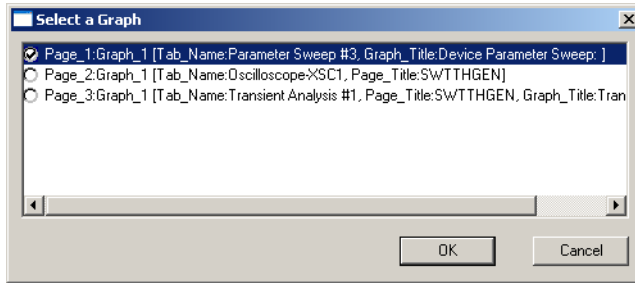 Select a Graph
Page_1:Graph_1 [Tab_Name:Parameter Sweep #3, Graph_Title:Device Parameter Sweep: ]
Page_2:Graph_1 [Tab_Name:Oscilloscope-XSC1, Page_Title:SWTTHGEN]
Page_3:Graph_1 [Tab_Name:Transient Analysis #1, Page_Title:SWTTHGEN, Graph_Title:Tran
OK Cancel